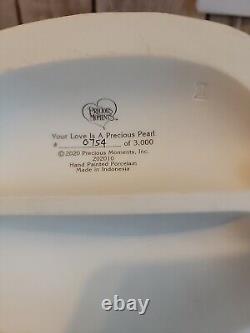 PRECIOUS
MOMENTS
Your Love Is A Precious Pearl
# 0754 of 3,000
©2020 Precious Moments, Inc.
202010
Hand Painted Porcelain
Made in Indonesia